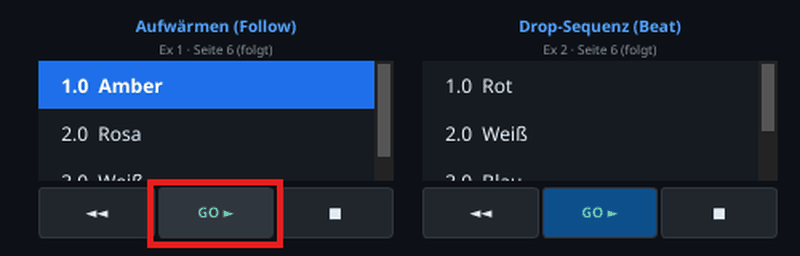 Aufwärmen (Follow)
Ex 1 · Seite 6 (folgt)
1.0 Amber
2.0 Rosa
GO ►
Drop-Sequenz (Beat)
Ex 2 · Seite 6 (folgt)
1.0 Rot
2.0 Weiß
GO ►